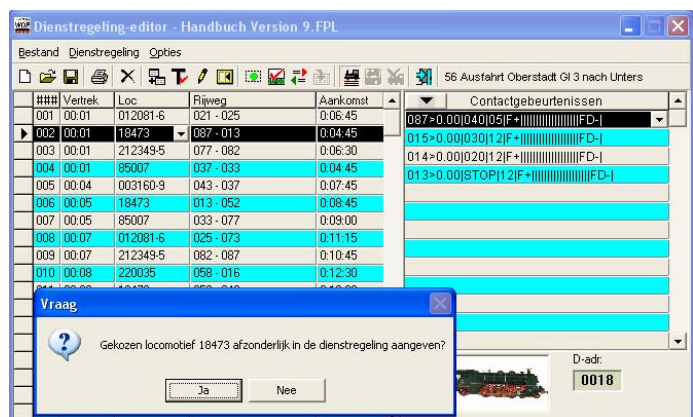 Dienstregeling-editor - Handbuch Version 9.FPL
Bestand Dienstregeling Opties
56 Ausfahrt Oberstadt Gl 3 nach Unters
### Vertrek Loc Rijweg Aankomst
001 00:01 012081-6 021 - 025 0:06:45
002 00:01 18473 087 - 013 0:04:45
003 00:01 212349-5 077 - 082 0:06:30
004 00:01 85007 037 - 033 0:04:45
005 00:04 003160-9 043 - 037 0:07:45
006 00:05 18473 013 - 052 0:08:45
007 00:05 85007 033 - 077 0:09:00
008 00:07 012081-6 025 - 073 0:11:15
009 00:07 212349-5 082 - 087 0:10:45
010 00:08 220035 058 - 016 0:12:30
Contactgebeurtenissen
087>0.00|040|05|F+||||||||||||||||||FD-|
015>0.00|030|12|F+||||||||||||||||||FD-|
014>0.00|020|12|F+||||||||||||||||||FD-|
013>0.00|STOP|12|F+||||||||||||||||||FD-|
Vraag
Gekozen locomotief 18473 afzonderlijk in de dienstregeling aangeven?
Ja Nee
D-adr:
0018